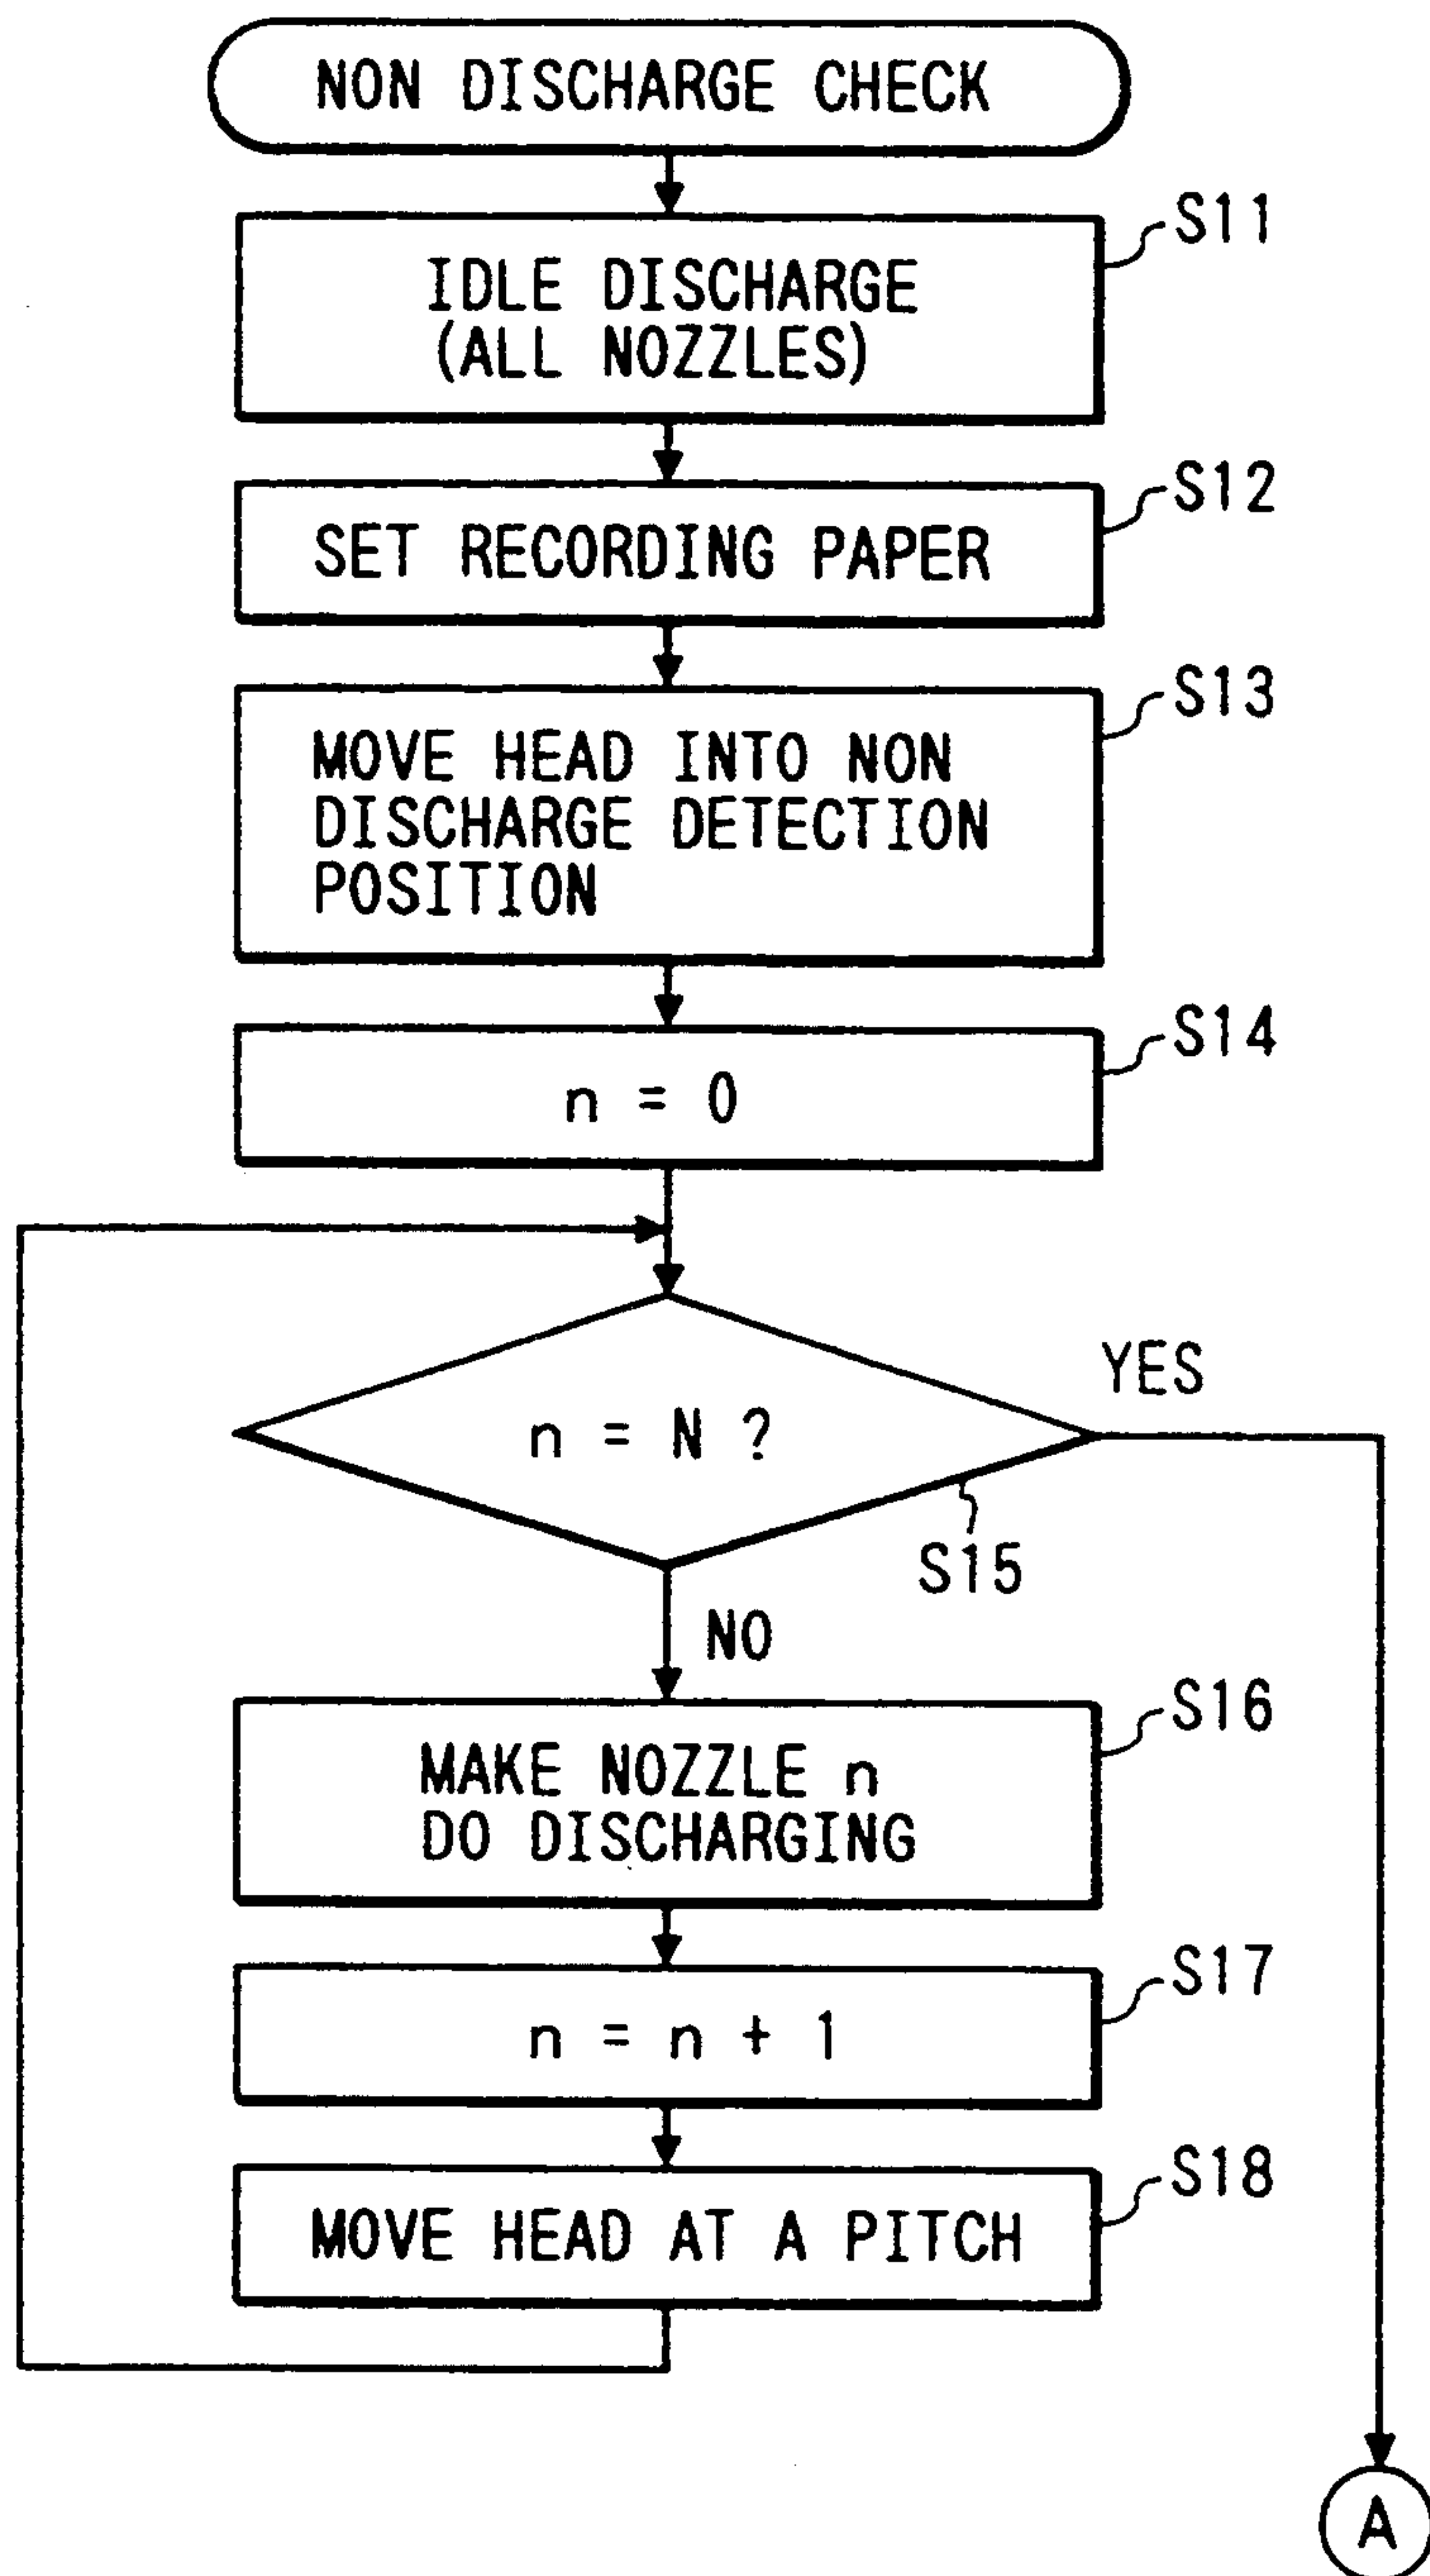 NON DISCHARGE CHECK
S11
IDLE DISCHARGE
(ALL NOZZLES)
S12
SET RECORDING PAPER
S13
MOVE HEAD INTO NON
DISCHARGE DETECTION
POSITION
S14
n = 0
YES
n = N ?
S15
NO
S16
MAKE NOZZLE n
DO DISCHARGING
S17
n = n + 1
S18
MOVE HEAD AT A PITCH
A